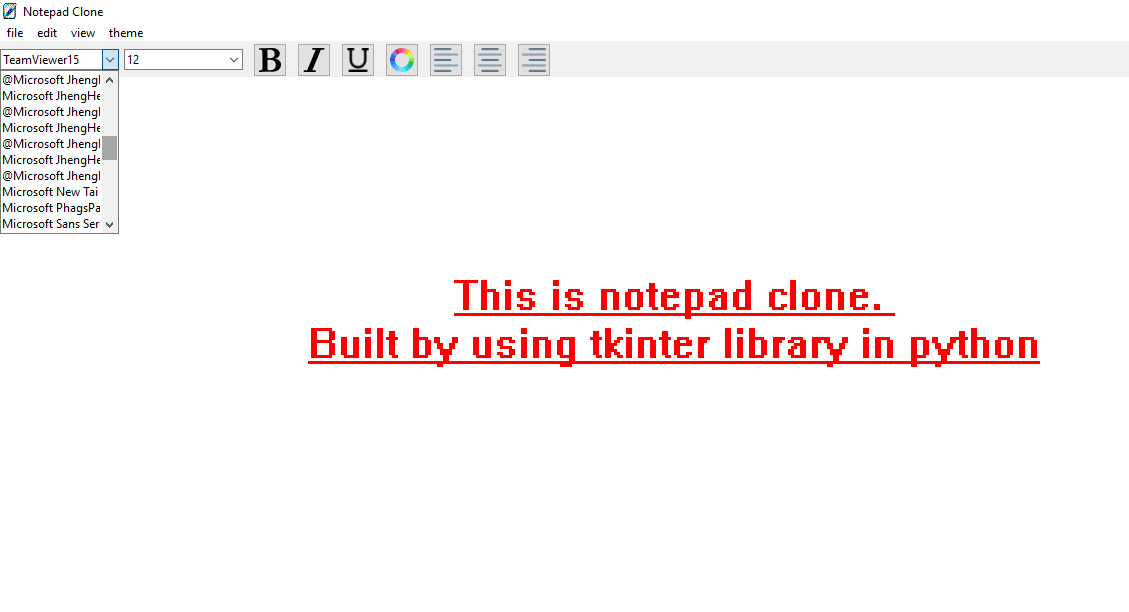 Notepad Clone
file edit view theme
TeamViewer15 12 B I U
@Microsoft JhengH
Microsoft JhengHe
@Microsoft JhengH
Microsoft JhengHe
@Microsoft JhengH
Microsoft JhengHe
@Microsoft JhengH
Microsoft New Tai
Microsoft PhagsPa
Microsoft Sans Ser
This is notepad clone.
Built by using tkinter library in python